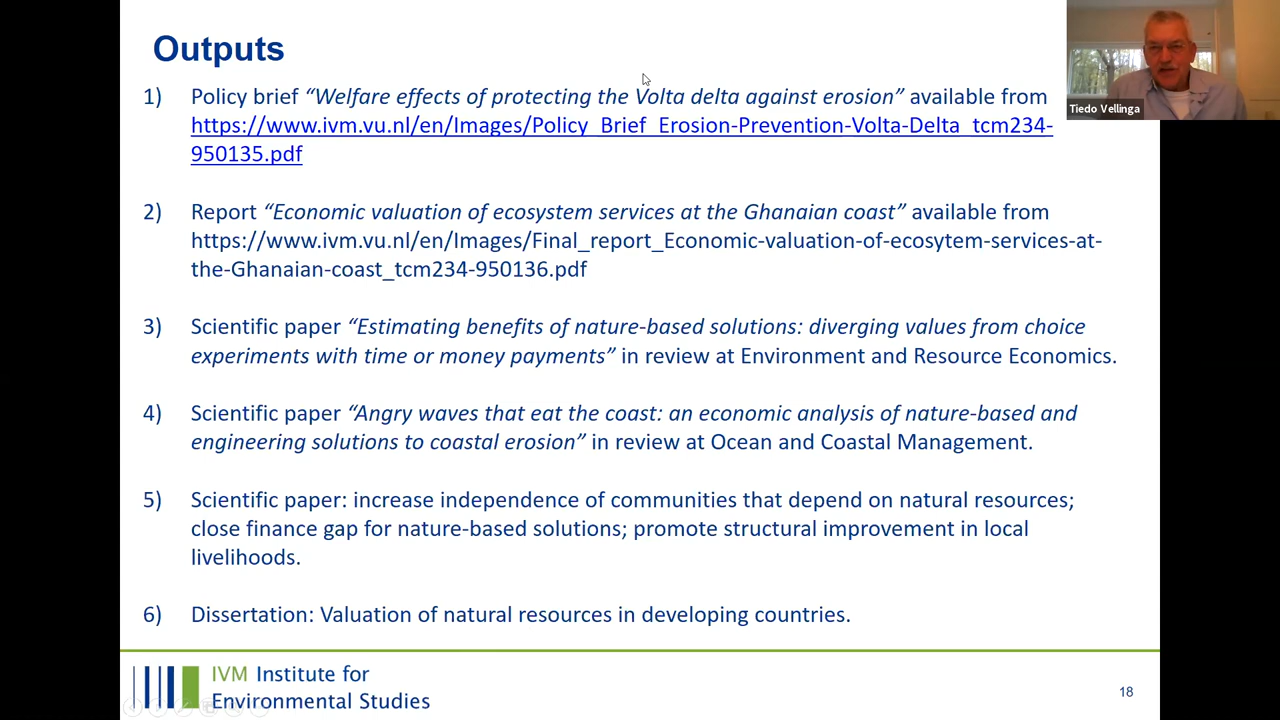 Outputs
Tiedo Vellinga
1) Policy brief “Welfare effects of protecting the Volta delta against erosion” available from
https://www.ivm.vu.nl/en/Images/Policy_Brief_Erosion-Prevention-Volta-Delta_tcm234-
950135.pdf
2) Report “Economic valuation of ecosystem services at the Ghanaian coast” available from
https://www.ivm.vu.nl/en/Images/Final_report_Economic-valuation-of-ecosytem-services-at-
the-Ghanaian-coast_tcm234-950136.pdf
3) Scientific paper “Estimating benefits of nature-based solutions: diverging values from choice
experiments with time or money payments” in review at Environment and Resource Economics.
4) Scientific paper “Angry waves that eat the coast: an economic analysis of nature-based and
engineering solutions to coastal erosion” in review at Ocean and Coastal Management.
5) Scientific paper: increase independence of communities that depend on natural resources;
close finance gap for nature-based solutions; promote structural improvement in local
livelihoods.
6) Dissertation: Valuation of natural resources in developing countries.
IVM Institute for
Environmental Studies
18